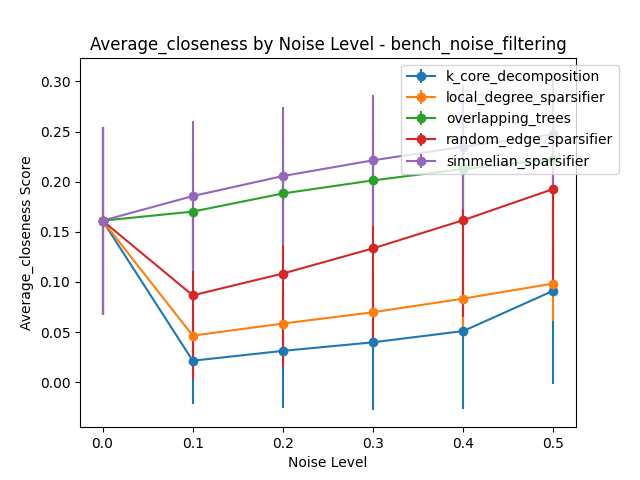 Average_closeness by Noise Level - bench_noise_filtering
k_core_decomposition
local_degree_sparsifier
overlapping_trees
random_edge_sparsifier
simmelian_sparsifier
Average_closeness Score
0.30
0.25
0.20
0.15
0.10
0.05
0.00
0.0 0.1 0.2 0.3 0.4 0.5
Noise Level